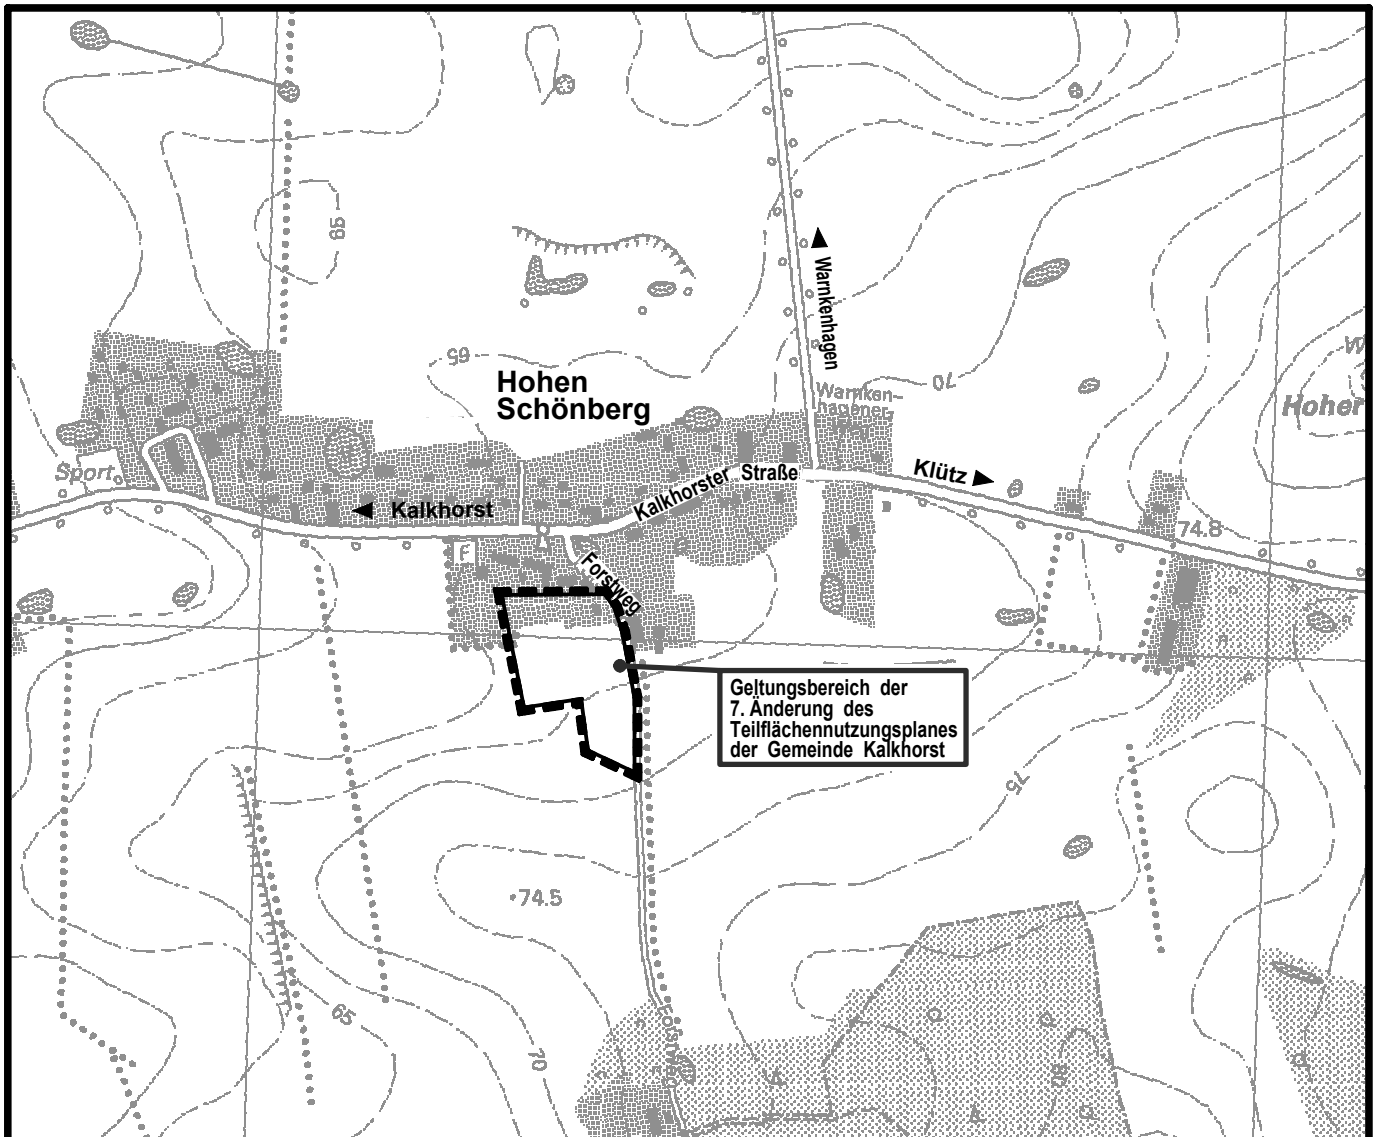 65
Warnkenhagen
65
70
Hohen
Schönberg
Warnken-
hagener
Hoher
Sport
Klütz
Kalkhorster Straße
Kalkhorst
74.8
F
Forstweg
Geltungsbereich der
7. Änderung des
Teilflächennutzungsplanes
der Gemeinde Kalkhorst
75
74.5
65
70
80